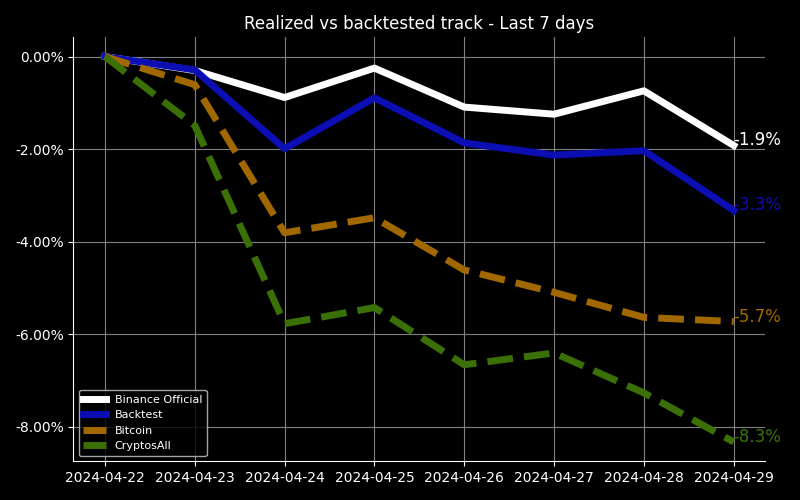 Realized vs backtested track - Last 7 days
0.00%
-2.00%
-4.00%
-6.00%
-8.00%
-1.9%
-3.3%
-5.7%
-8.3%
Binance Official
Backtest
Bitcoin
CryptosAll
2024-04-22 2024-04-23 2024-04-24 2024-04-25 2024-04-26 2024-04-27 2024-04-28 2024-04-29